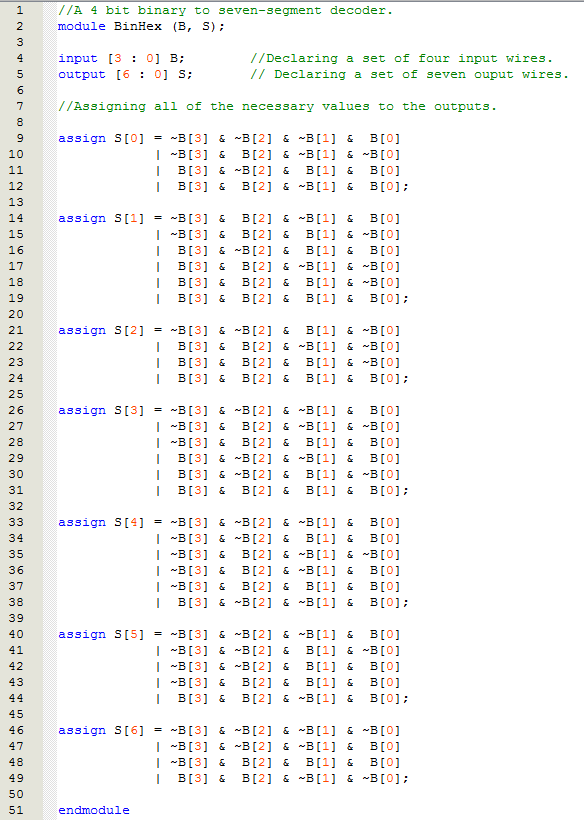 1 //A 4 bit binary to seven-segment decoder.
2 module BinHex (B, S);
3
4 input [3 : 0] B; //Declaring a set of four input wires.
5 output [6 : 0] S; // Declaring a set of seven ouput wires.
6
7 //Assigning all of the necessary values to the outputs.
8
9 assign S[0] = ~B[3] & ~B[2] & ~B[1] & B[0]
10 | ~B[3] & B[2] & ~B[1] & ~B[0]
11 | B[3] & ~B[2] & B[1] & B[0]
12 | B[3] & B[2] & ~B[1] & B[0];
13
14 assign S[1] = ~B[3] & B[2] & ~B[1] & B[0]
15 | ~B[3] & B[2] & B[1] & ~B[0]
16 | B[3] & ~B[2] & B[1] & B[0]
17 | B[3] & B[2] & ~B[1] & ~B[0]
18 | B[3] & B[2] & B[1] & ~B[0]
19 | B[3] & B[2] & B[1] & B[0];
20
21 assign S[2] = ~B[3] & ~B[2] & B[1] & ~B[0]
22 | B[3] & B[2] & ~B[1] & ~B[0]
23 | B[3] & B[2] & B[1] & ~B[0]
24 | B[3] & B[2] & B[1] & B[0];
25
26 assign S[3] = ~B[3] & ~B[2] & ~B[1] & B[0]
27 | ~B[3] & B[2] & ~B[1] & ~B[0]
28 | ~B[3] & B[2] & B[1] & B[0]
29 | B[3] & ~B[2] & ~B[1] & B[0]
30 | B[3] & ~B[2] & B[1] & ~B[0]
31 | B[3] & B[2] & B[1] & B[0];
32
33 assign S[4] = ~B[3] & ~B[2] & ~B[1] & B[0]
34 | ~B[3] & ~B[2] & B[1] & B[0]
35 | ~B[3] & B[2] & ~B[1] & ~B[0]
36 | ~B[3] & B[2] & ~B[1] & B[0]
37 | ~B[3] & B[2] & B[1] & B[0]
38 | B[3] & ~B[2] & ~B[1] & B[0];
39
40 assign S[5] = ~B[3] & ~B[2] & ~B[1] & B[0]
41 | ~B[3] & ~B[2] & B[1] & ~B[0]
42 | ~B[3] & ~B[2] & B[1] & B[0]
43 | ~B[3] & B[2] & B[1] & B[0]
44 | B[3] & B[2] & ~B[1] & B[0];
45
46 assign S[6] = ~B[3] & ~B[2] & ~B[1] & ~B[0]
47 | ~B[3] & ~B[2] & ~B[1] & B[0]
48 | ~B[3] & B[2] & B[1] & B[0]
49 | B[3] & B[2] & ~B[1] & ~B[0];
50
51 endmodule